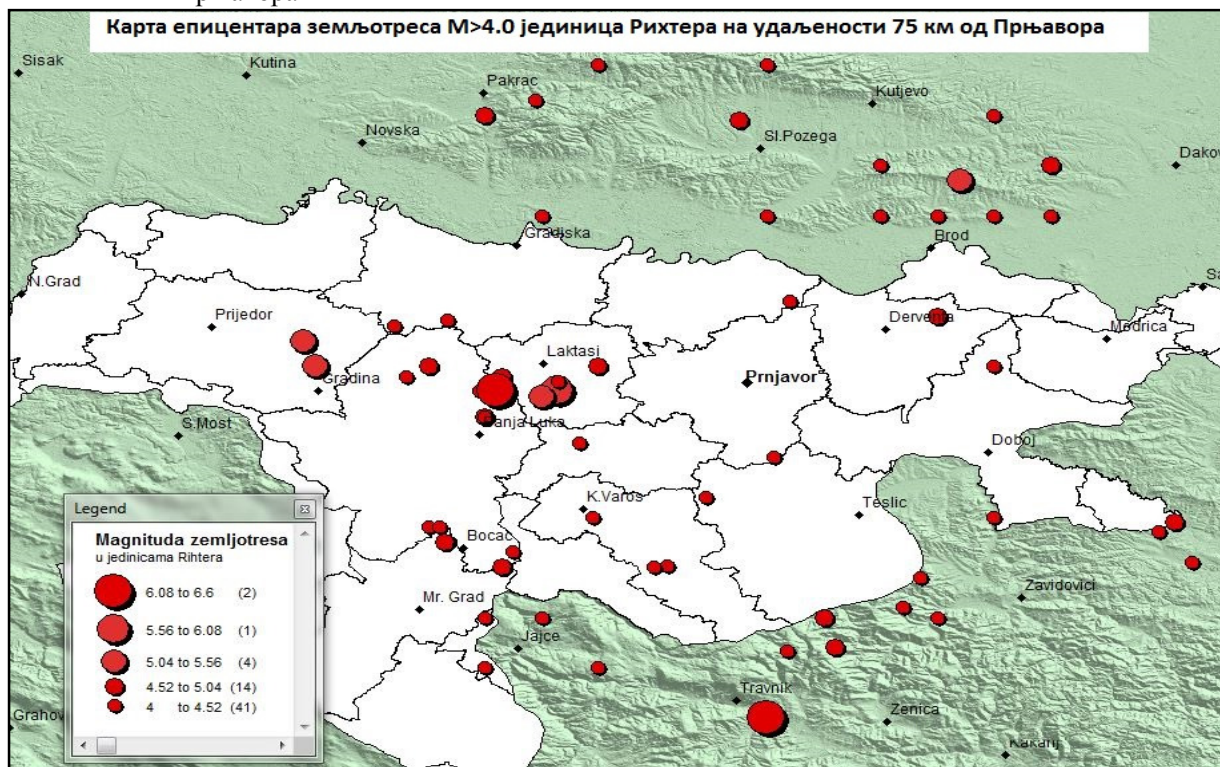 Карта епицентара земљотреса М>4.0 јединица Рихтера на удаљености 75 км од Прњавора
Sisak
Kutina
Pakrac
Kutjevo
Novska
Sl.Pozega
Dakov
Gradiska
Brod
N.Grad
Prijedor
Derventa
Modrica
Laktasi
Gradina
Prnjavor
S.Most
Banja Luka
Doboj
K.Varos
Teslic
Bocac
Zavidovici
Mr. Grad
Jajce
Travnik
Zenica
Kakanj
Legend
Magnituda zemljotresa
u jedinicama Rihtera
6.08 to 6.6 (2)
5.56 to 6.08 (1)
5.04 to 5.56 (4)
4.52 to 5.04 (14)
4 to 4.52 (41)